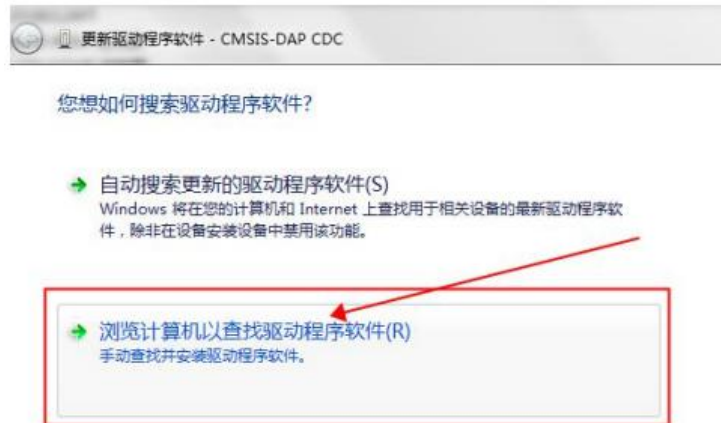 更新驱动程序软件 - CMSIS-DAP CDC
您想如何搜索驱动程序软件?
自动搜索更新的驱动程序软件(S)
Windows 将在您的计算机和 Internet 上查找用于相关设备的最新驱动程序软
件，除非在设备安装设备中禁用该功能。
浏览计算机以查找驱动程序软件(R)
手动查找并安装驱动程序软件。